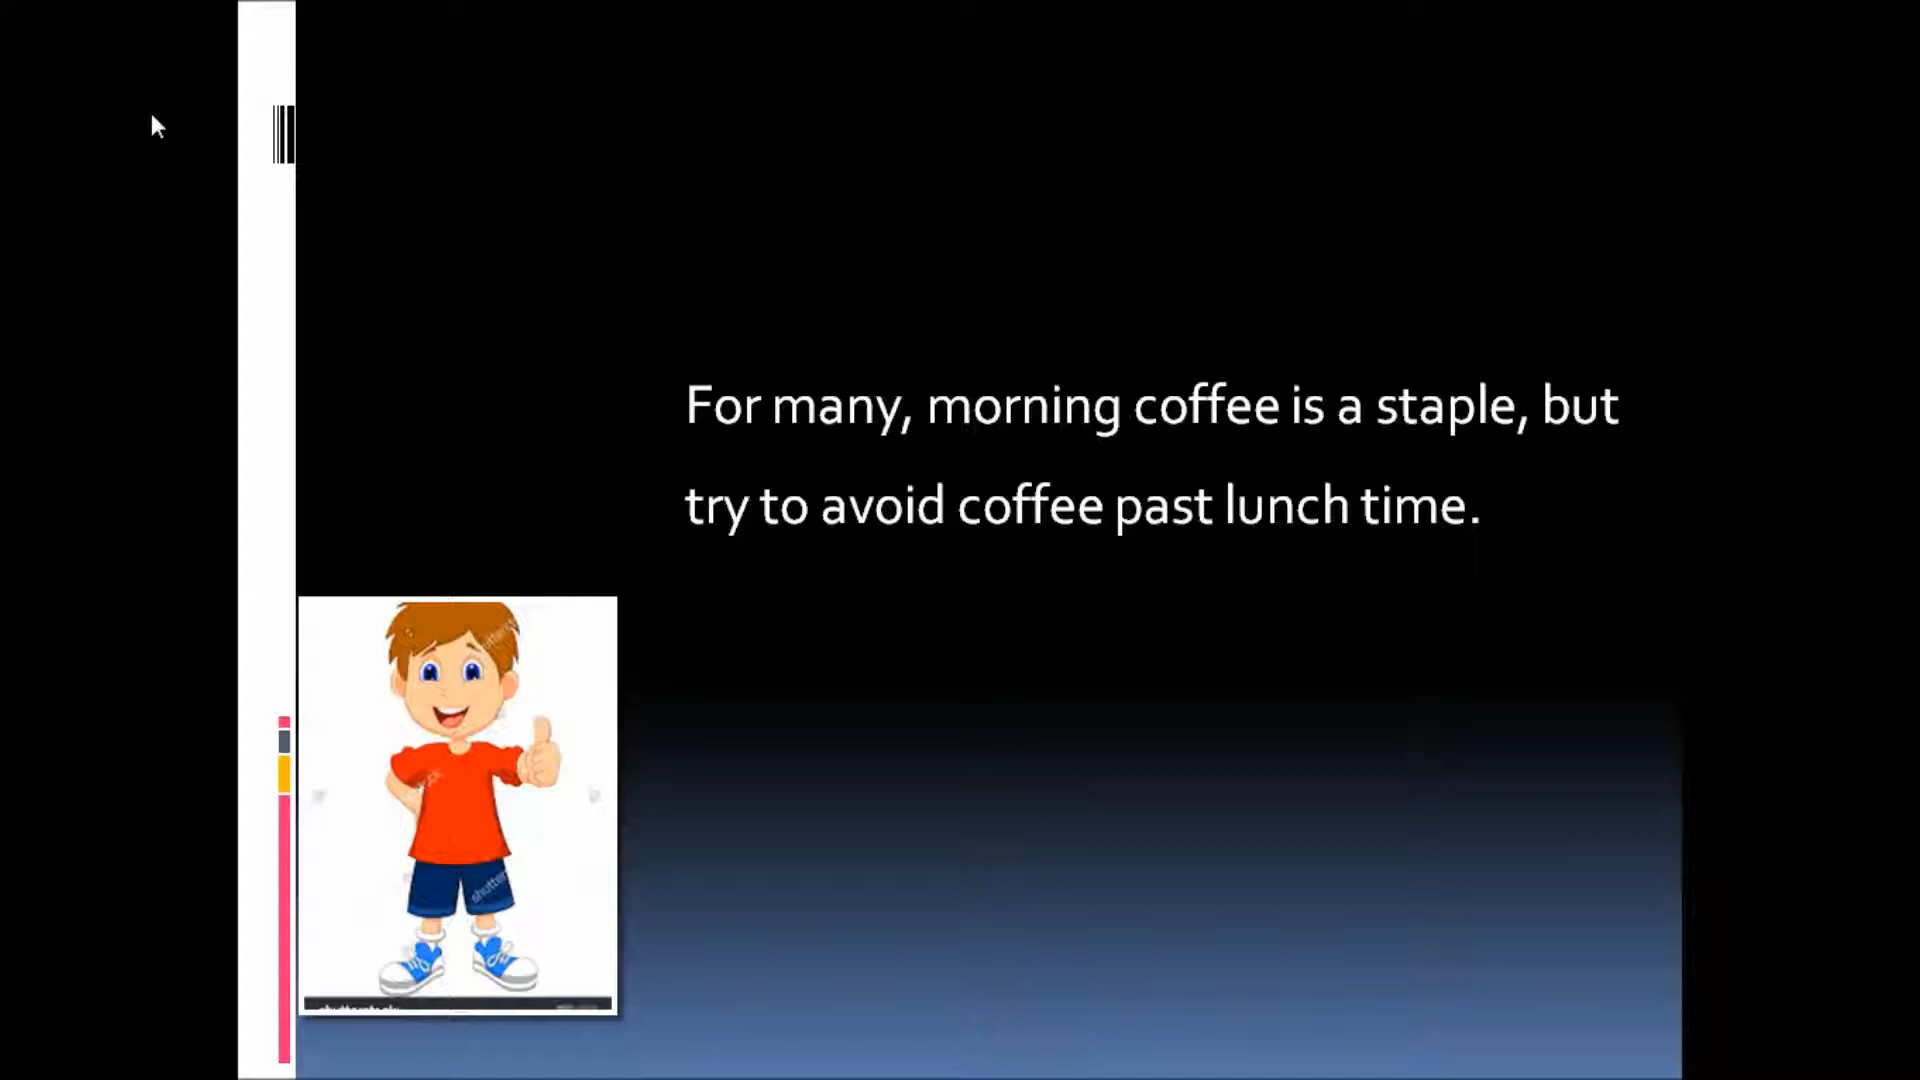 For many, morning coffee is a staple, but
try to avoid coffee past lunch time.